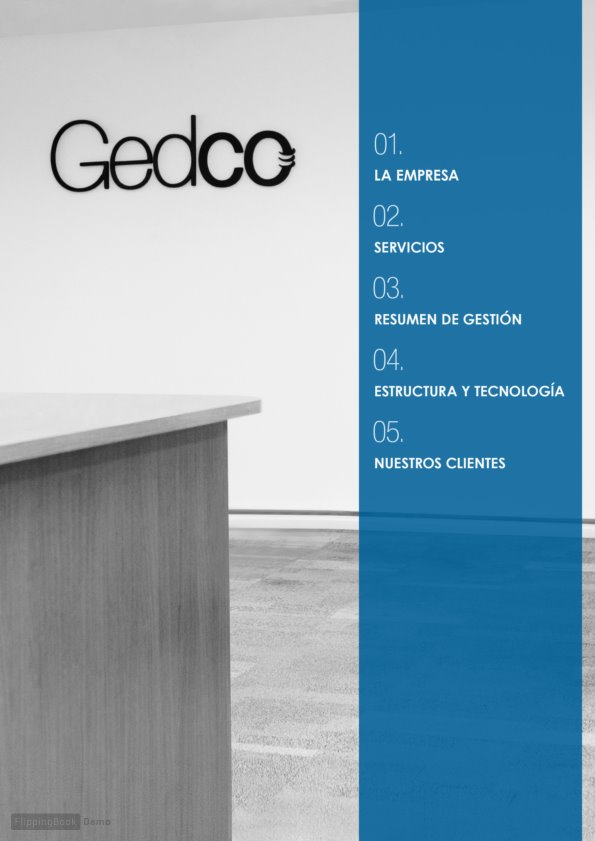 Gedco
01.
LA EMPRESA
02.
SERVICIOS
03.
RESUMEN DE GESTIÓN
04.
ESTRUCTURA Y TECNOLOGÍA
05.
NUESTROS CLIENTES
FlippingBook Demo